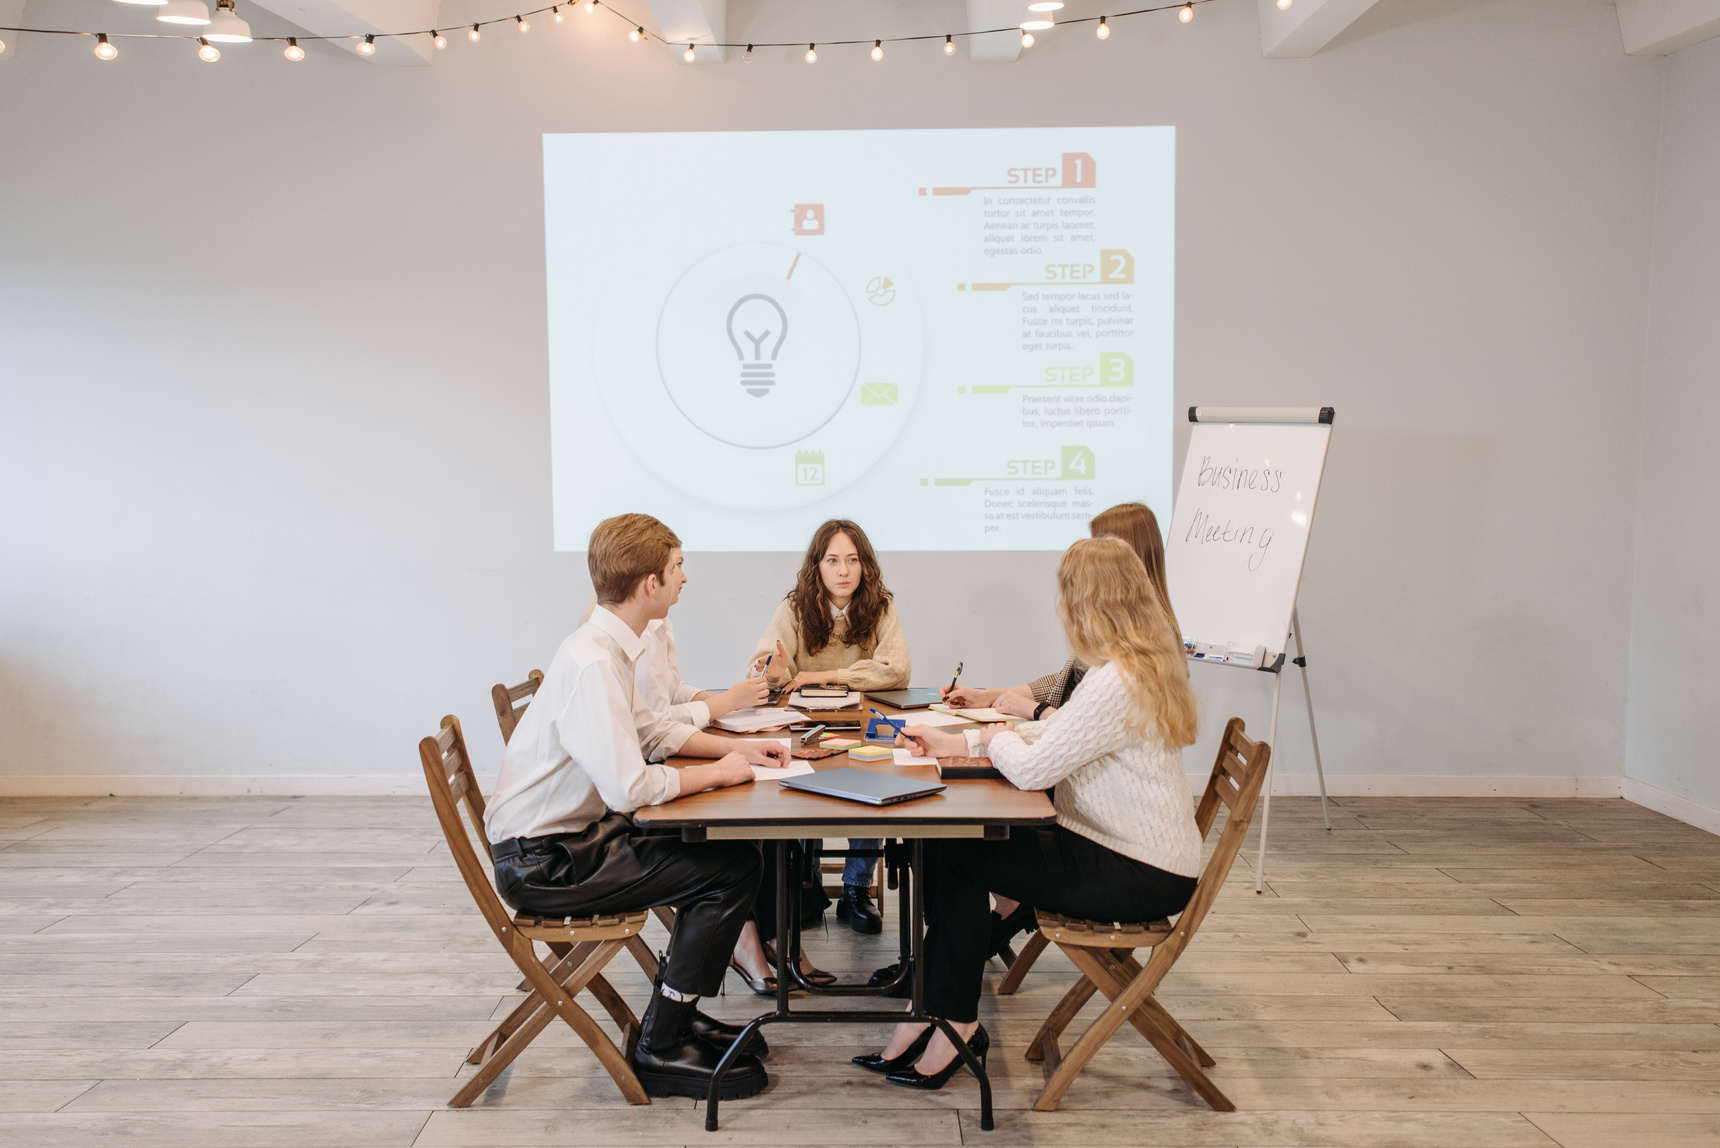 STEP 1
In consectetur convallis
tortor sit amet tempor.
Aenean ac turpis laoreet,
aliquet lorem sit amet,
egestas odio.
STEP 2
Sed tempor lacus sed la-
cus aliquet tincidunt.
Fusce mi turpis, pulvinar
at faucibus vel, porttitor
eget turpis.
STEP 3
Praesent vitae odio dapi-
bus, luctus libero portti-
tor, imperdiet ipsum.
STEP 4
Fusce id aliquam felis.
Donec scelerisque mas-
sa at est vestibulum sem-
per.
12
Business
Meeting